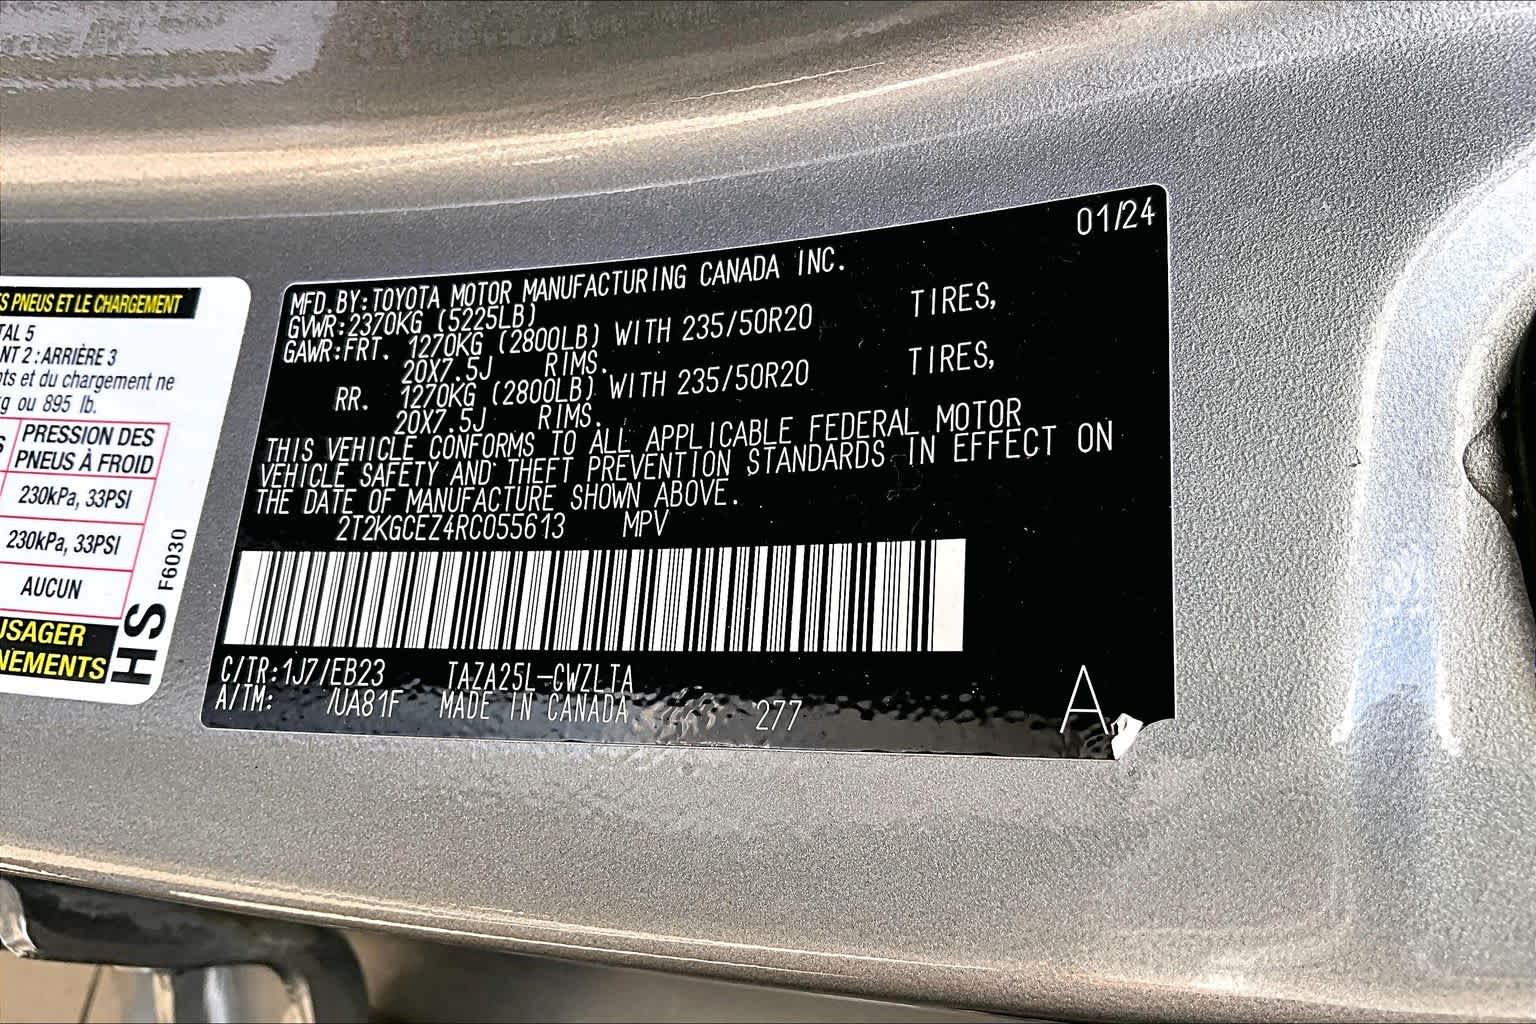 S PNEUS ET LE CHARGEMENT
TAL 5
NT 2 : ARRIÈRE 3
nts et du chargement ne
g ou 895 lb.
S
PRESSION DES
PNEUS À FROID
230kPa, 33PSI
230kPa, 33PSI
AUCUN
USAGER
NEMENTS
HS F6030
01/24
MFD.BY:TOYOTA MOTOR MANUFACTURING CANADA INC.
GVWR:2370KG (5225LB)
GAWR:FRT. 1270KG (2800LB) WITH 235/50R20 TIRES,
20X7.5J RIMS.
RR. 1270KG (2800LB) WITH 235/50R20 TIRES,
20X7.5J RIMS.
THIS VEHICLE CONFORMS TO ALL APPLICABLE FEDERAL MOTOR
VEHICLE SAFETY AND THEFT PREVENTION STANDARDS IN EFFECT ON
THE DATE OF MANUFACTURE SHOWN ABOVE.
2T2KGCEZ4RC055613 MPV
C/TR:1J7/EB23 TAZA25L-CWZLTA
A/TM: /UA81F MADE IN CANADA 277 A